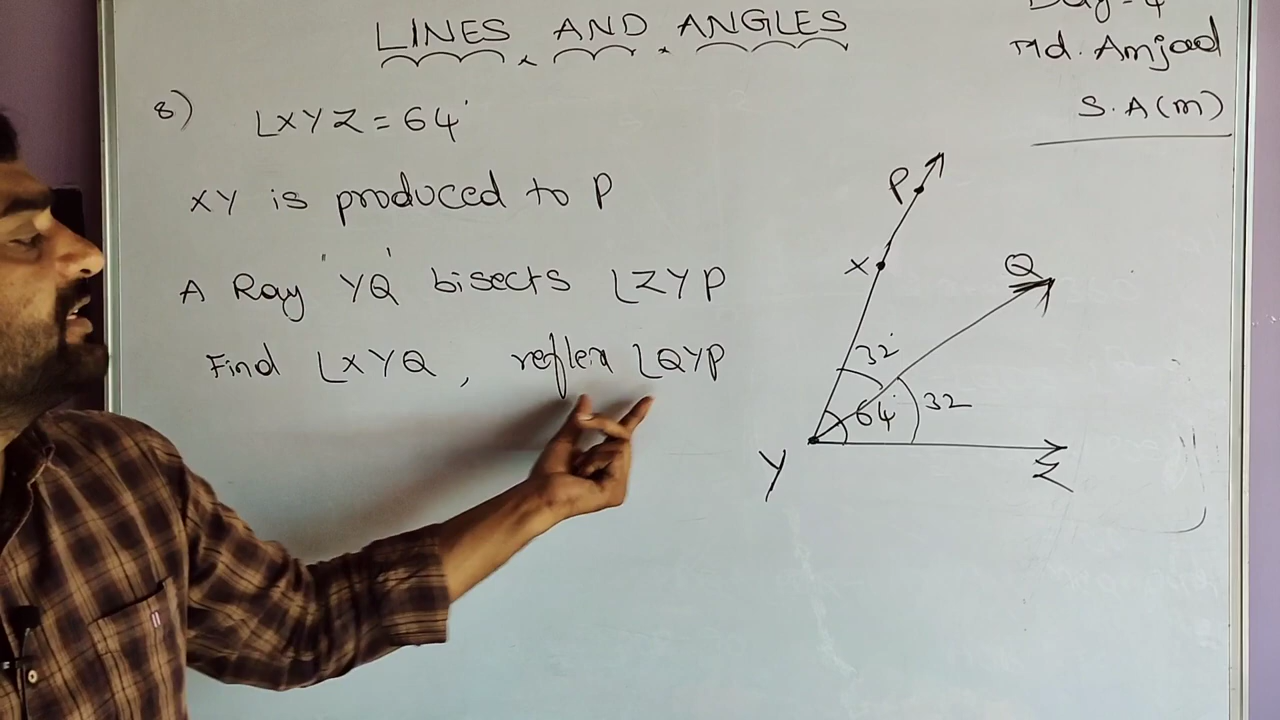 LINES AND ANGLES
Day-4
Md. Amjad
S.A(m)
8) ∠XYZ = 64°
XY is produced to P
A Ray "YQ' bisects ∠ZYP
Find ∠XYQ, reflex ∠QYP
P
X
Q
32°
64°
32
Y
Z